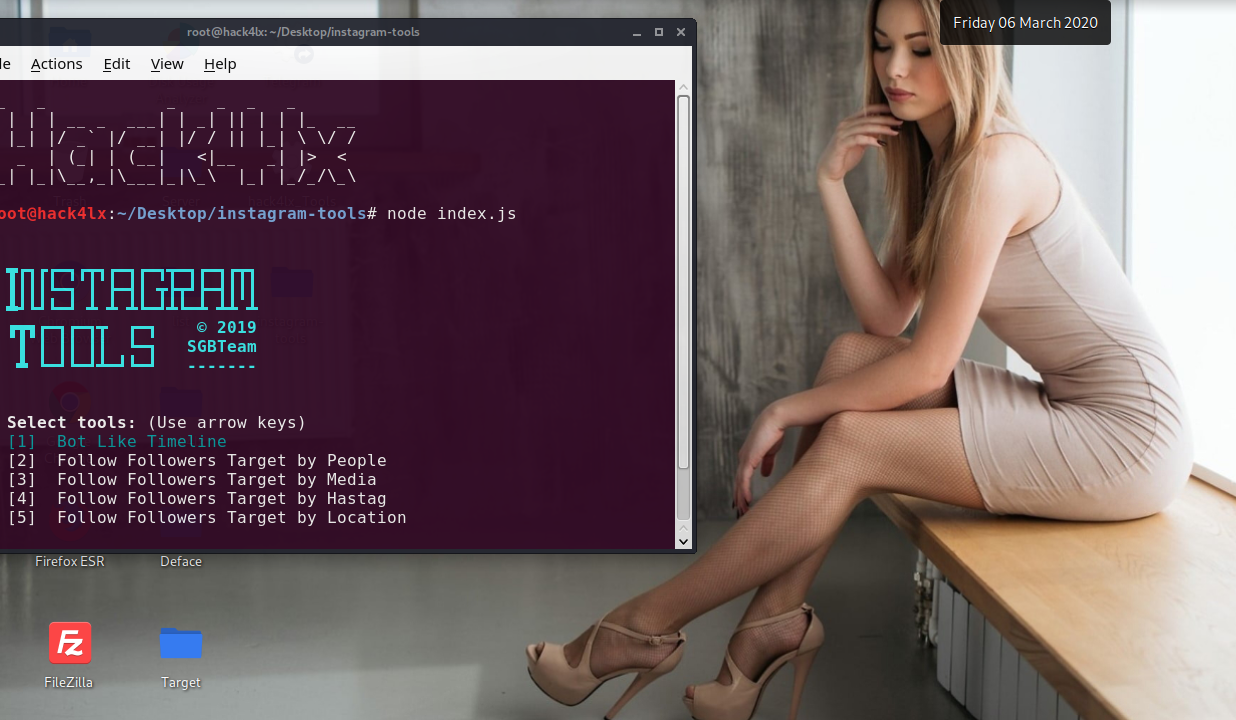 root@hack4lx: ~/Desktop/instagram-tools
Friday 06 March 2020
le Actions Edit View Help
Hack4lx
oot@hack4lx:~/Desktop/instagram-tools# node index.js
INSTAGRAM
TOOLS
© 2019
SGBTeam
-------
Select tools: (Use arrow keys)
[1] Bot Like Timeline
[2] Follow Followers Target by People
[3] Follow Followers Target by Media
[4] Follow Followers Target by Hastag
[5] Follow Followers Target by Location
Firefox ESR
Deface
FileZilla
Target